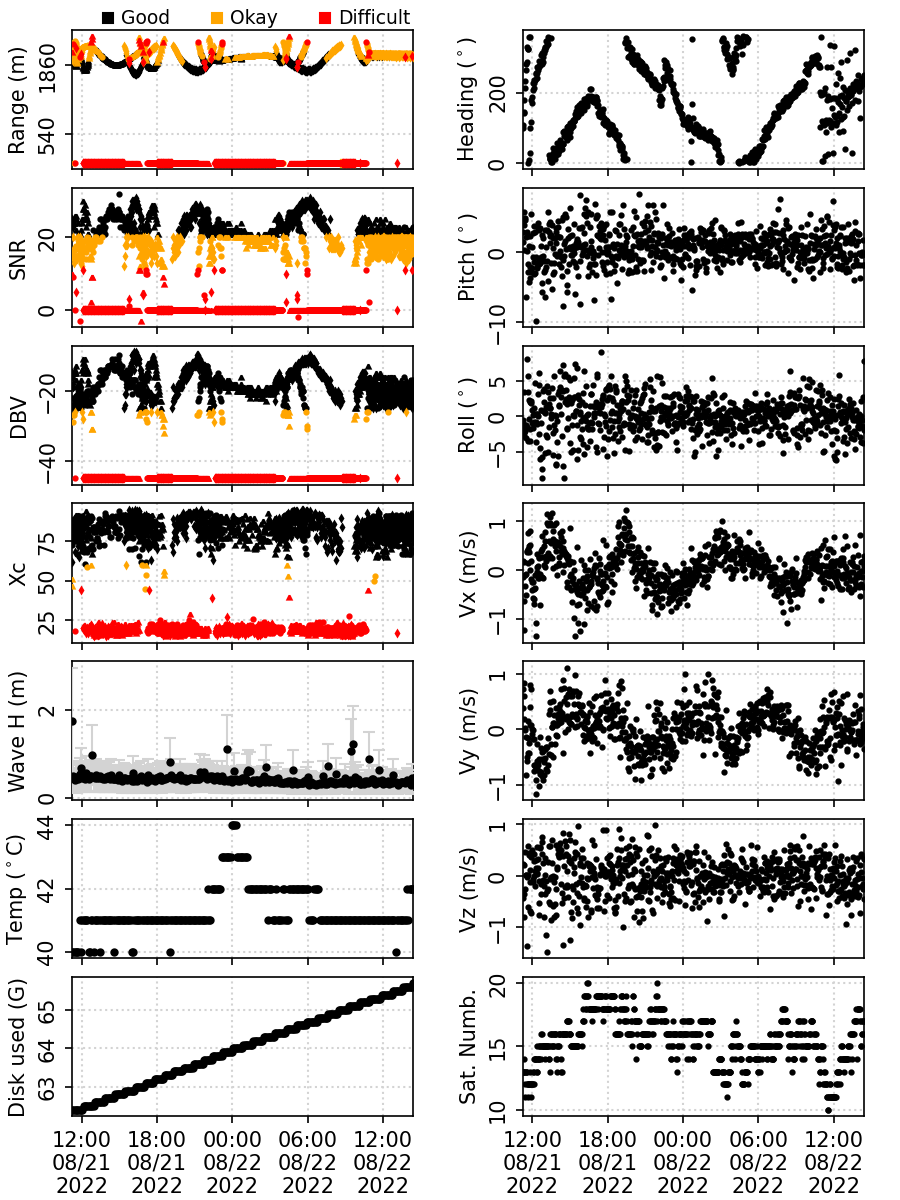 Good Okay Difficult
Range (m)
1860
540
Heading (°)
200
0
SNR
20
0
Pitch (°)
0
−10
DBV
−20
−40
Roll (°)
5
0
−5
Xc
75
50
25
Vx (m/s)
1
0
−1
Wave H (m)
2
0
Vy (m/s)
1
0
−1
Temp (°C)
44
42
40
Vz (m/s)
1
0
−1
Disk used (G)
65
64
63
Sat. Numb.
20
15
10
12:00 18:00 00:00 06:00 12:00
08/21 08/21 08/22 08/22 08/22
2022 2022 2022 2022 2022
12:00 18:00 00:00 06:00 12:00
08/21 08/21 08/22 08/22 08/22
2022 2022 2022 2022 2022